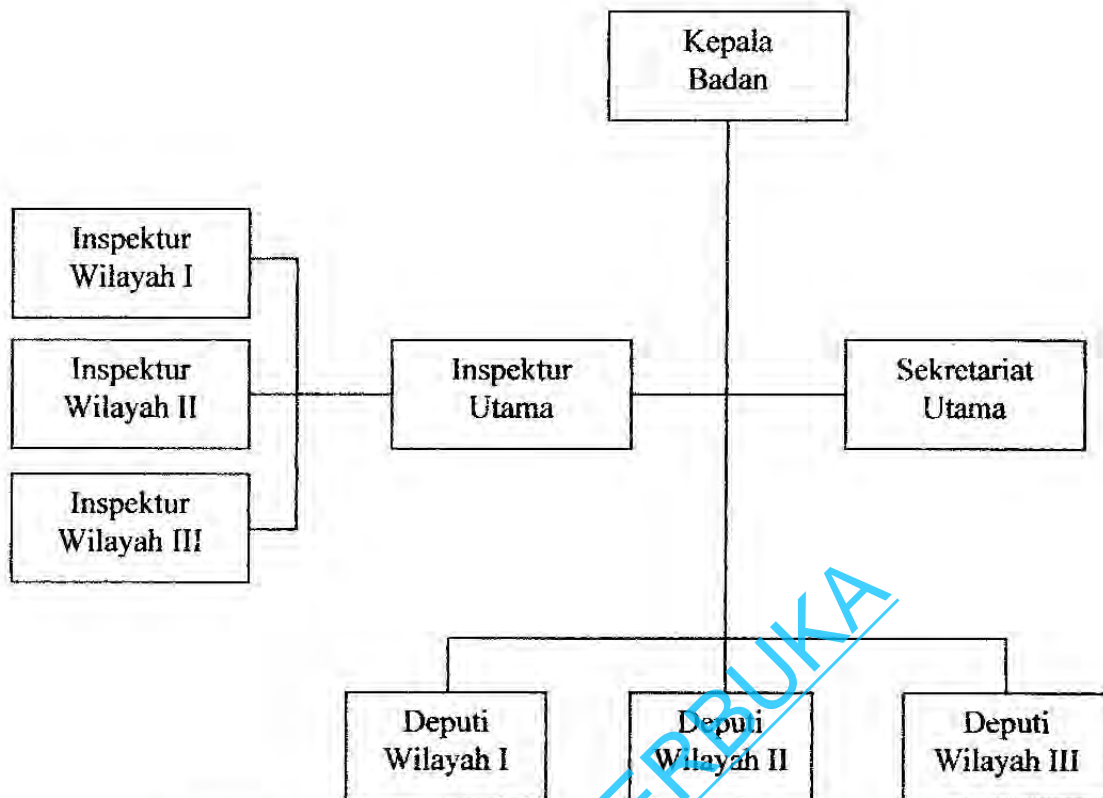 Kepala
Badan
Inspektur
Wilayah I
Inspektur
Wilayah II
Inspektur
Wilayah III
Inspektur
Utama
Sekretariat
Utama
Deputi
Wilayah I
Deputi
Wilayah II
Deputi
Wilayah III
ERBUKA